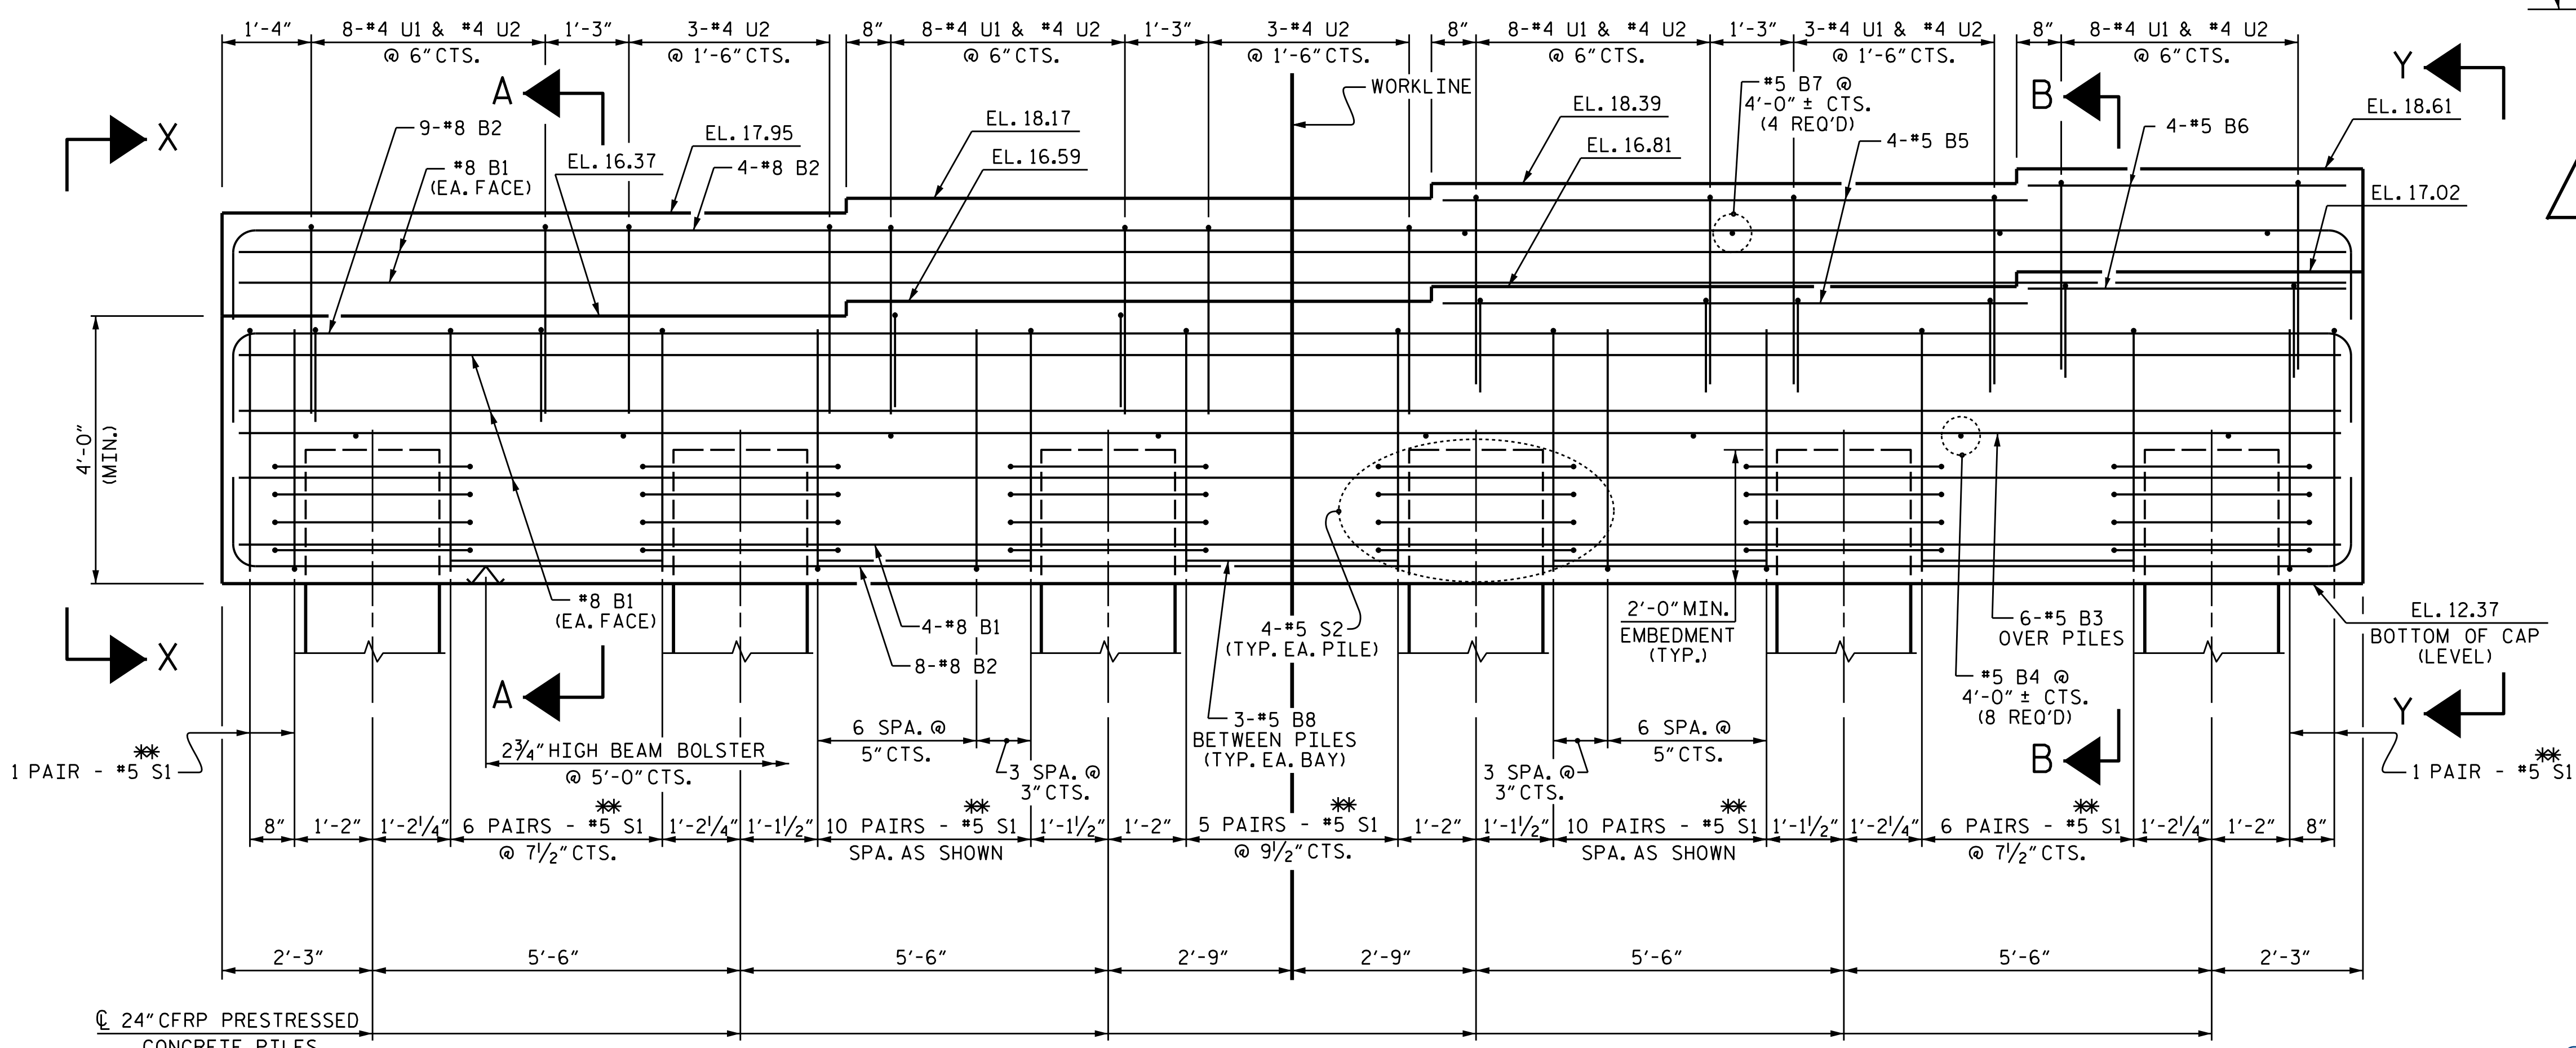 1'-4" 8-#4 U1 & #4 U2 1'-3" 3-#4 U2 8" 8-#4 U1 & #4 U2 1'-3" 3-#4 U2 8" 8-#4 U1 & #4 U2 1'-3" 3-#4 U1 & #4 U2 8" 8-#4 U1 & #4 U2
@ 6"CTS. @ 1'-6"CTS. @ 6"CTS. @ 1'-6"CTS. @ 6"CTS. @ 1'-6"CTS. @ 6"CTS.
X
A
9-#8 B2
#8 B1
(EA. FACE)
EL. 16.37
EL. 17.95
4-#8 B2
EL. 18.17
EL. 16.59
WORKLINE
EL. 18.39
EL. 16.81
#5 B7 @
4'-0" ± CTS.
(4 REQ'D)
4-#5 B5
B
4-#5 B6
Y
EL. 18.61
EL. 17.02
4'-0"
(MIN.)
X
#8 B1
(EA. FACE)
A
4-#8 B1
8-#8 B2
4-#5 S2
(TYP. EA. PILE)
2'-0"MIN.
EMBEDMENT
(TYP.)
6-#5 B3
OVER PILES
#5 B4 @
4'-0" ± CTS.
(8 REQ'D)
EL. 12.37
BOTTOM OF CAP
(LEVEL)
Y
B
**
1 PAIR - #5 S1
2¾"HIGH BEAM BOLSTER
@ 5'-0"CTS.
6 SPA. @
5"CTS.
3 SPA. @
3"CTS.
3-#5 B8
BETWEEN PILES
(TYP. EA. BAY)
3 SPA. @
3"CTS.
6 SPA. @
5"CTS.
**
1 PAIR - #5 S1
** ** ** ** **
8" 1'-2" 1'-2¼" 6 PAIRS - #5 S1 1'-2¼" 1'-1½" 10 PAIRS - #5 S1 1'-1½" 1'-2" 5 PAIRS - #5 S1 1'-2" 1'-1½" 10 PAIRS - #5 S1 1'-1½" 1'-2¼" 6 PAIRS - #5 S1 1'-2¼" 1'-2" 8"
@ 7½"CTS. SPA. AS SHOWN @ 9½"CTS. SPA. AS SHOWN @ 7½"CTS.
2'-3" 5'-6" 5'-6" 2'-9" 2'-9" 5'-6" 5'-6" 2'-3"
℄ 24"CFRP PRESTRESSED
CONCRETE PILES